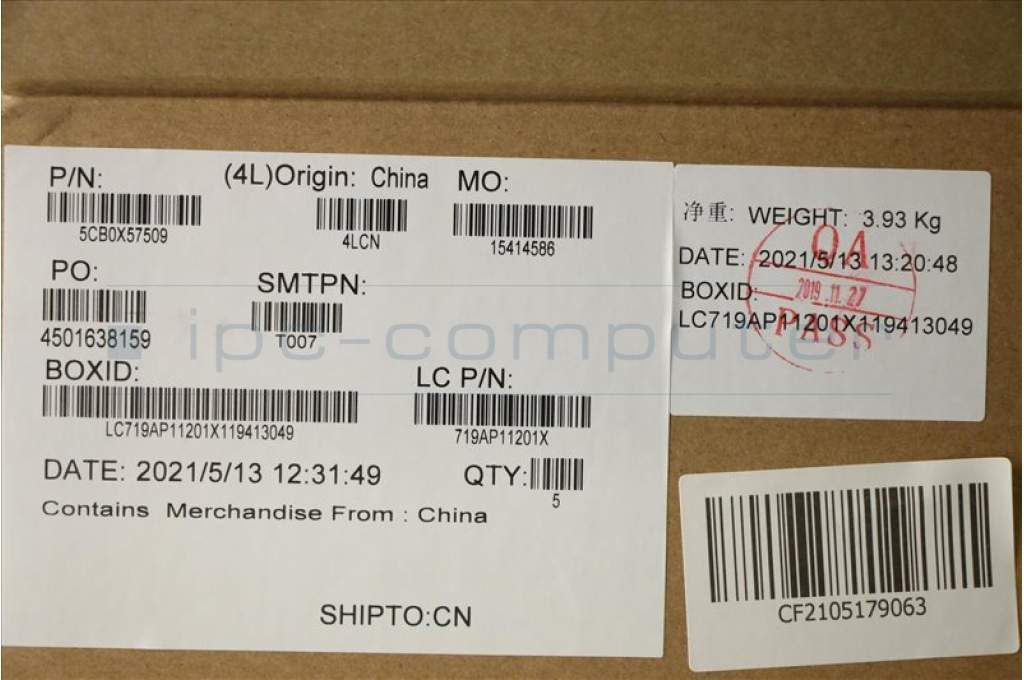 P/N:
5CB0X57509
(4L)Origin: China
4LCN
MO:
15414586
PO:
4501638159
SMTPN:
T007
BOXID:
LC719AP11201X119413049
LC P/N:
719AP11201X
DATE: 2021/5/13 12:31:49
QTY:
5
Contains Merchandise From : China
SHIPTO:CN
净重: WEIGHT: 3.93 Kg
DATE: 2021/5/13 13:20:48
BOXID:
LC719AP11201X119413049
QA
2019.11.27
PASS
CF2105179063
ipc-computer